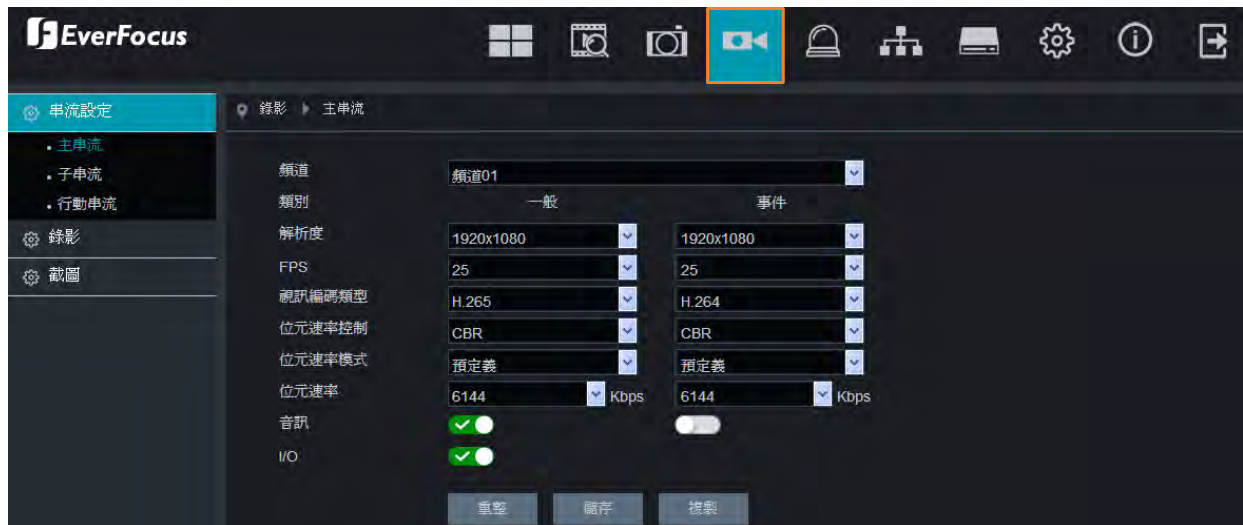 EverFocus
串流設定
錄影 主串流
主串流
子串流
行動串流
錄影
截圖
頻道 頻道01
類別 一般 事件
解析度 1920x1080 1920x1080
FPS 25 25
視訊編碼類型 H.265 H.264
位元速率控制 CBR CBR
位元速率模式 預定義 預定義
位元速率 6144 Kbps 6144 Kbps
音訊
I/O
重整 儲存 複製